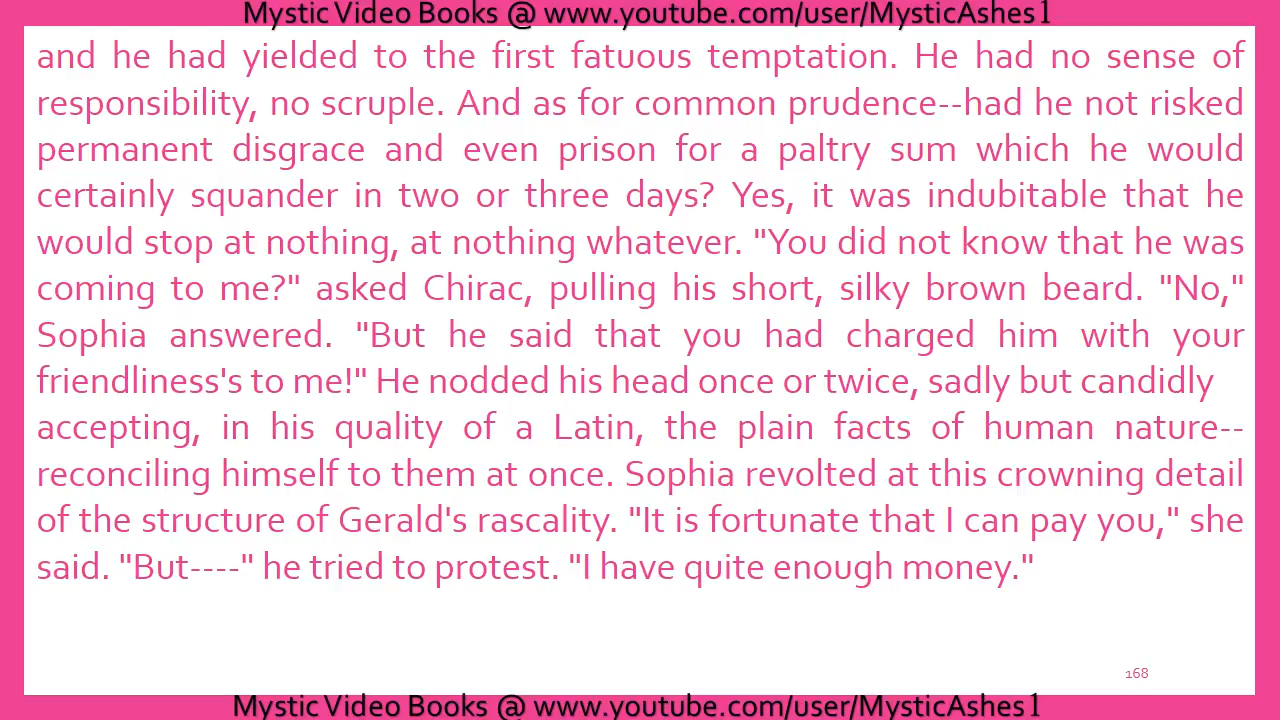 Mystic Video Books @ www.youtube.com/user/MysticAshes1
and he had yielded to the first fatuous temptation. He had no sense of
responsibility, no scruple. And as for common prudence--had he not risked
permanent disgrace and even prison for a paltry sum which he would
certainly squander in two or three days? Yes, it was indubitable that he
would stop at nothing, at nothing whatever. "You did not know that he was
coming to me?" asked Chirac, pulling his short, silky brown beard. "No,"
Sophia answered. "But he said that you had charged him with your
friendliness's to me!" He nodded his head once or twice, sadly but candidly
accepting, in his quality of a Latin, the plain facts of human nature--
reconciling himself to them at once. Sophia revolted at this crowning detail
of the structure of Gerald's rascality. "It is fortunate that I can pay you," she
said. "But----" he tried to protest. "I have quite enough money."
168
Mystic Video Books @ www.youtube.com/user/MysticAshes1